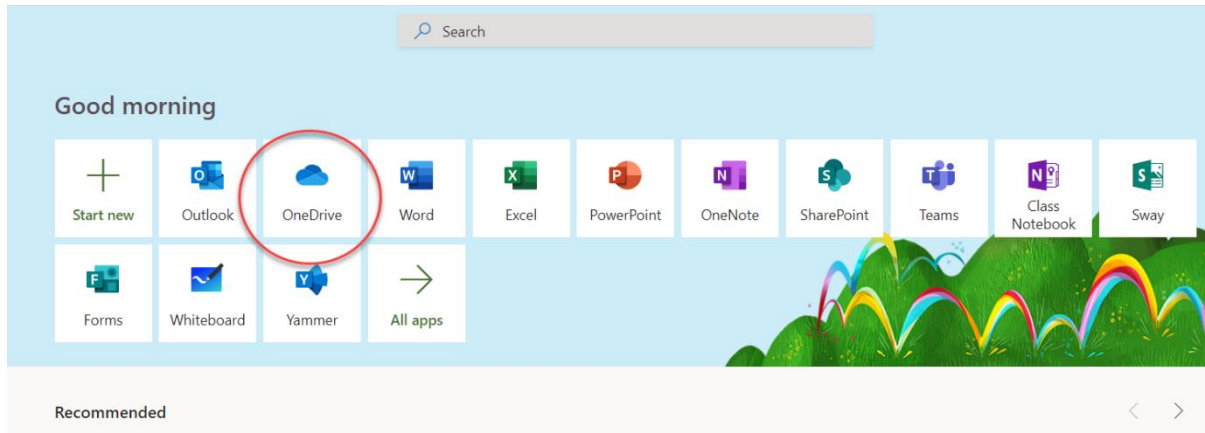 Search
Good morning
Start new
Outlook
OneDrive
Word
Excel
PowerPoint
OneNote
SharePoint
Teams
Class
Notebook
Sway
Forms
Whiteboard
Yammer
All apps
Recommended